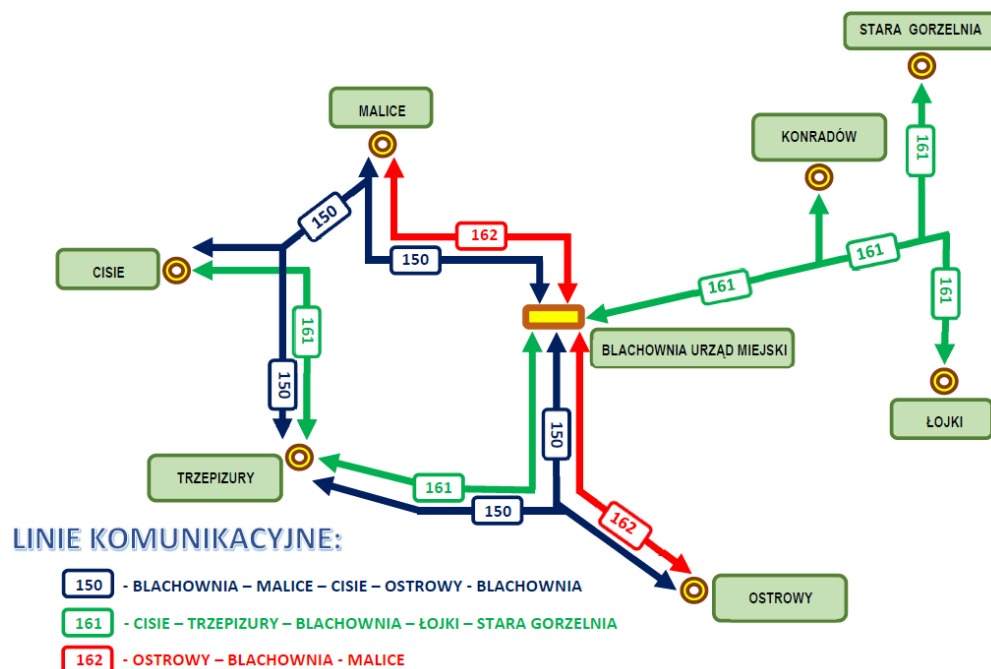 STARA GORZELNIA
MALICE
KONRADÓW
161
150
162
150
161
CISIE
161
161
161
BLACHOWNIA URZĄD MIEJSKI
150
ŁOJKI
150
TRZEPIZURY
161
150
162
LINIE KOMUNIKACYJNE:
OSTROWY
150 - BLACHOWNIA – MALICE – CISIE – OSTROWY - BLACHOWNIA
161 - CISIE – TRZEPIZURY – BLACHOWNIA – ŁOJKI – STARA GORZELNIA
162 - OSTROWY – BLACHOWNIA - MALICE